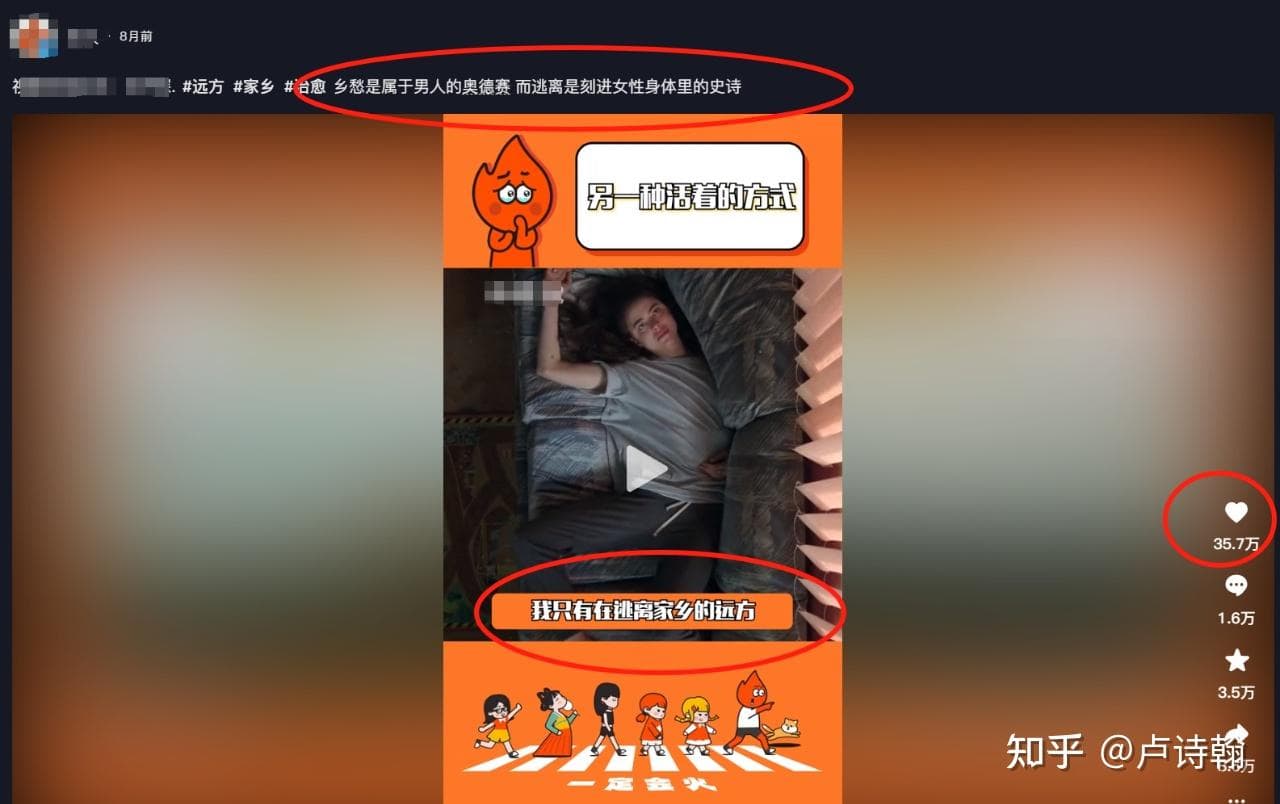 · 8月前
#远方 #家乡 #治愈 乡愁是属于男人的奥德赛 而逃离是刻进女性身体里的史诗
另一种活着的方式
我只有在逃离家乡的远方
35.7万
1.6万
3.5万
知乎 @卢诗翰
一定会火